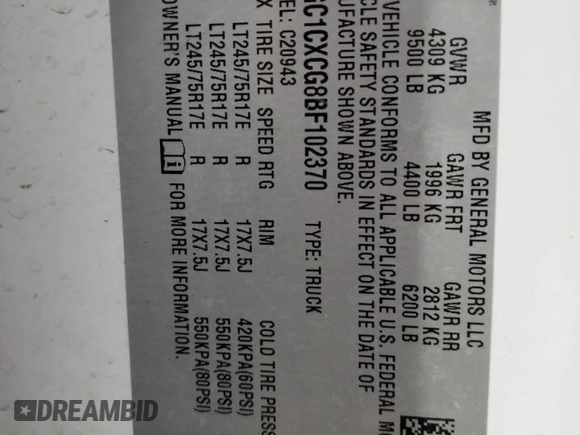 MFD BY GENERAL MOTORS LLC
GVWR GAWR FRT GAWR RR
4309 KG 1996 KG 2812 KG
9500 LB 4400 LB 6200 LB
VEHICLE CONFORMS TO ALL APPLICABLE U.S. FEDERAL
CLE SAFETY STANDARDS IN EFFECT ON THE DATE OF
UFACTURE SHOWN ABOVE.
GC1CXCG8BF102370 TYPE: TRUCK
EL: C20943
X TIRE SIZE SPEED RTG RIM COLD TIRE PRESS
LT245/75R17E R 17X7.5J 420KPA(60PSI)
LT245/75R17E R 17X7.5J 550KPA(80PSI)
LT245/75R17E R 17X7.5J 550KPA(80PSI)
OWNER'S MANUAL i FOR MORE INFORMATION.
DREAMBID